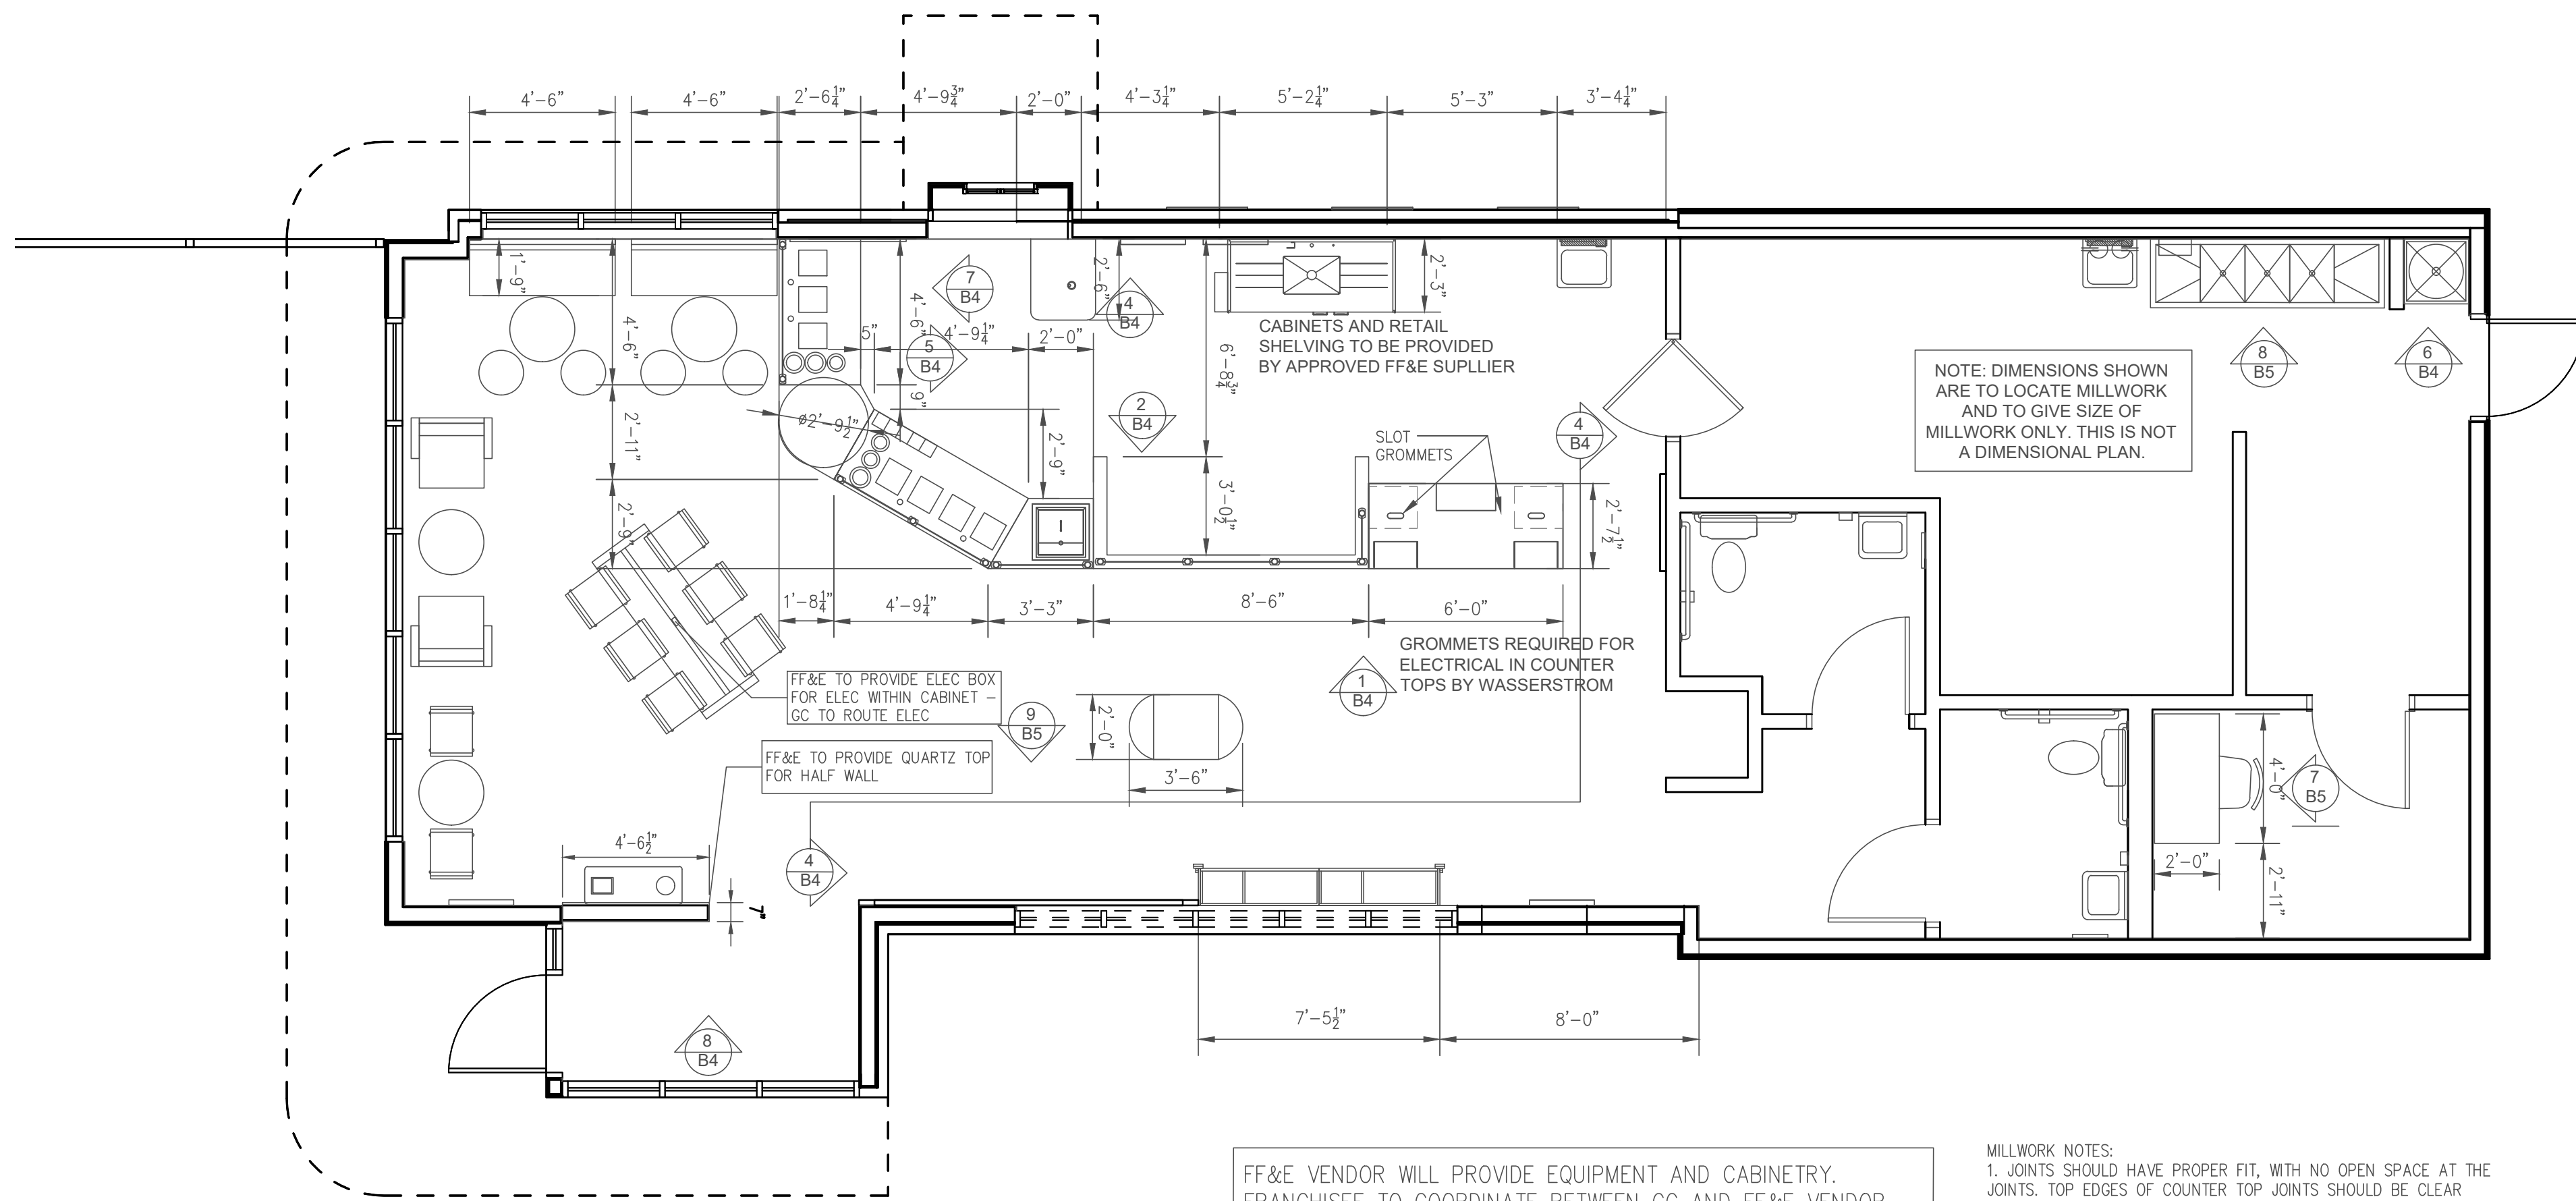 4'-6"
4'-6"
2'-6¼"
4'-9¾"
2'-0"
4'-3¼"
5'-2¼"
5'-3"
3'-4¼"
1'-9"
4'-6"
2'-11"
2'-9"
4'-6"
9"
5"
4'-9¼"
2'-0"
2'-6"
7
B4
5
B4
4
B4
2
B4
ø2'-9½"
2'-9"
6'-8¾"
3'-0½"
2'-3"
CABINETS AND RETAIL
SHELVING TO BE PROVIDED
BY APPROVED FF&E SUPLLIER
SLOT
GROMMETS
4
B4
2'-7½"
NOTE: DIMENSIONS SHOWN
ARE TO LOCATE MILLWORK
AND TO GIVE SIZE OF
MILLWORK ONLY. THIS IS NOT
A DIMENSIONAL PLAN.
8
B5
6
B4
1'-8¼"
4'-9¼"
3'-3"
8'-6"
6'-0"
GROMMETS REQUIRED FOR
ELECTRICAL IN COUNTER
TOPS BY WASSERSTROM
1
B4
FF&E TO PROVIDE ELEC BOX
FOR ELEC WITHIN CABINET –
GC TO ROUTE ELEC
9
B5
2'-0"
3'-6"
FF&E TO PROVIDE QUARTZ TOP
FOR HALF WALL
4'-6½"
7"
4
B4
4'-0"
7
B5
2'-0"
2'-11"
8
B4
7'-5½"
8'-0"
FF&E VENDOR WILL PROVIDE EQUIPMENT AND CABINETRY.
FRANCHISEE TO COORDINATE BETWEEN GC AND FF&E VENDOR
MILLWORK NOTES:
1. JOINTS SHOULD HAVE PROPER FIT, WITH NO OPEN SPACE AT THE
JOINTS. TOP EDGES OF COUNTER TOP JOINTS SHOULD BE CLEAR